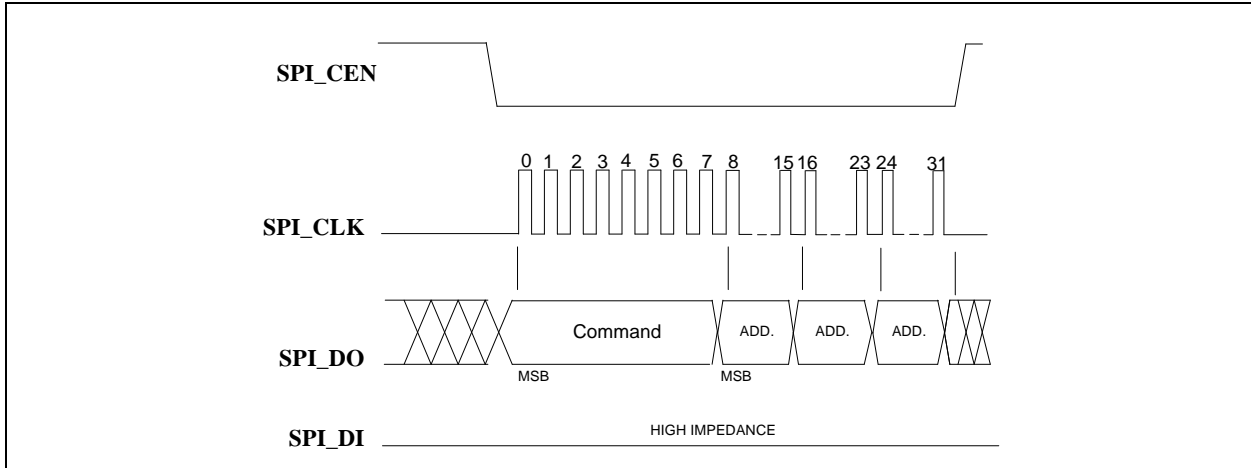 SPI_CEN
0 1 2 3 4 5 6 7 8 15 16 23 24 31
SPI_CLK
Command ADD. ADD. ADD.
SPI_DO
MSB MSB
HIGH IMPEDANCE
SPI_DI